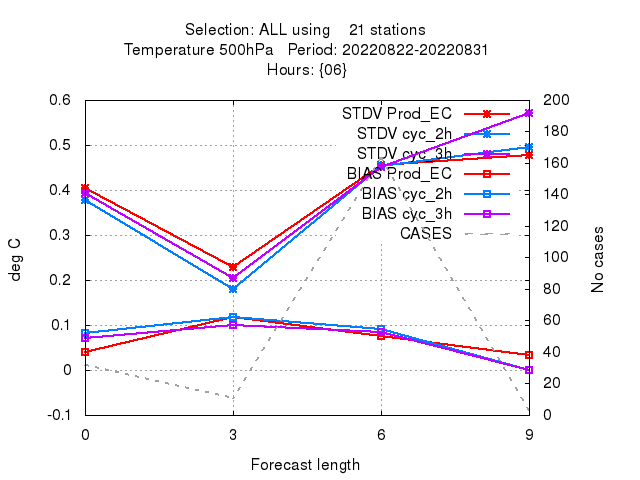 Selection: ALL using    21 stations
Temperature 500hPa   Period: 20220822-20220831
Hours: {06}
0.6
0.5
0.4
0.3
0.2
0.1
0
-0.1
deg C
STDV Prod_EC
STDV cyc_2h
STDV cyc_3h
BIAS Prod_EC
BIAS cyc_2h
BIAS cyc_3h
CASES
200
180
160
140
120
100
80
60
40
20
0
No cases
0 3 6 9
Forecast length